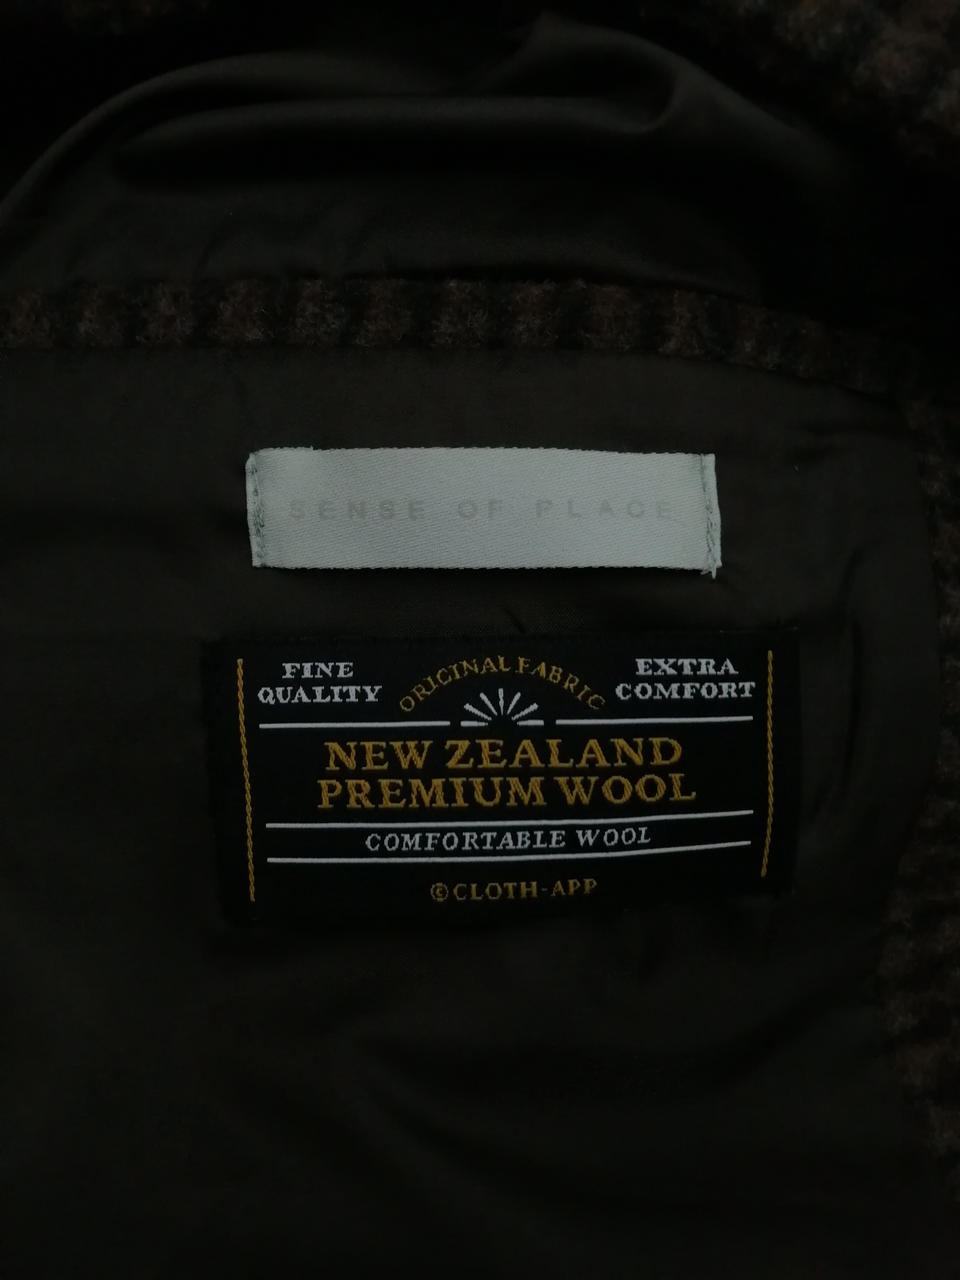 SENSE OF PLACE
FINE
QUALITY
ORIGINAL FABRIC
EXTRA
COMFORT
NEW ZEALAND
PREMIUM WOOL
COMFORTABLE WOOL
©CLOTH-APP